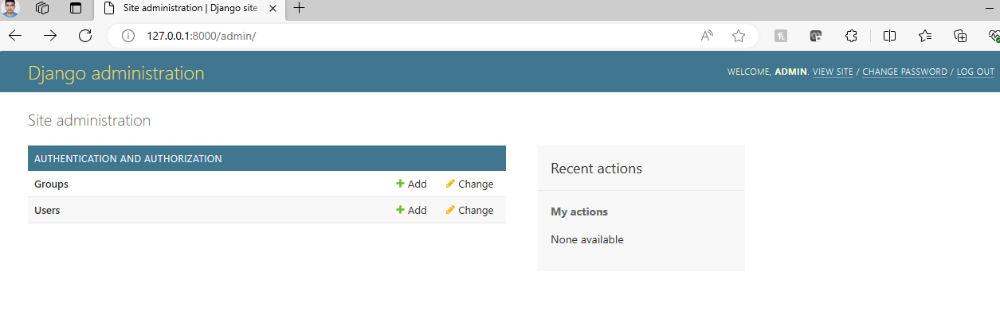 Site administration | Django site
127.0.0.1:8000/admin/
Django administration
WELCOME, ADMIN. VIEW SITE / CHANGE PASSWORD / LOG OUT
Site administration
AUTHENTICATION AND AUTHORIZATION
Groups Add Change
Users Add Change
Recent actions
My actions
None available